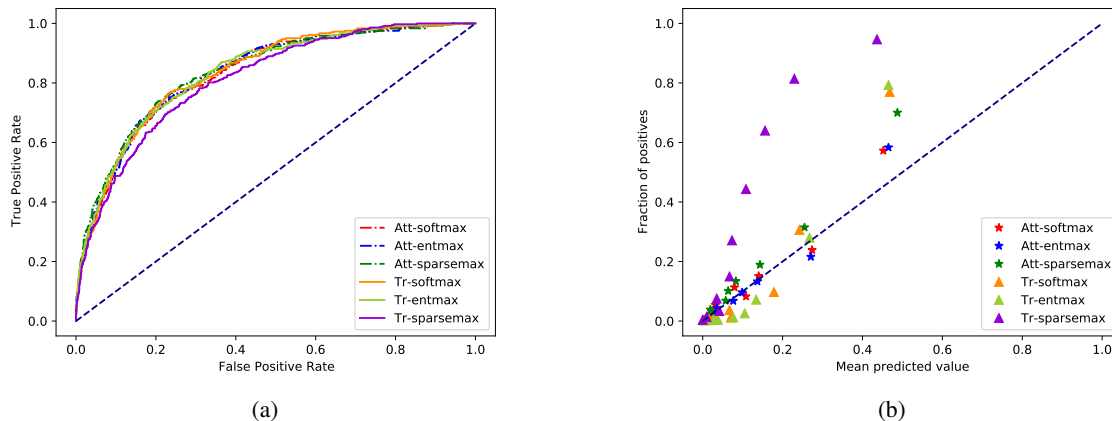 1.0
0.8
0.6
0.4
0.2
0.0
True Positive Rate
0.0 0.2 0.4 0.6 0.8 1.0
False Positive Rate
Att-softmax
Att-entmax
Att-sparsemax
Tr-softmax
Tr-entmax
Tr-sparsemax
(a)
1.0
0.8
0.6
0.4
0.2
0.0
Fraction of positives
0.0 0.2 0.4 0.6 0.8 1.0
Mean predicted value
Att-softmax
Att-entmax
Att-sparsemax
Tr-softmax
Tr-entmax
Tr-sparsemax
(b)